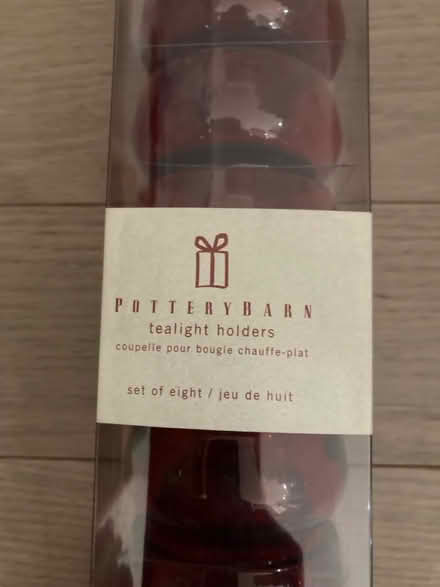 POTTERYBARN
tealight holders
coupelle pour bougie chauffe-plat
set of eight / jeu de huit